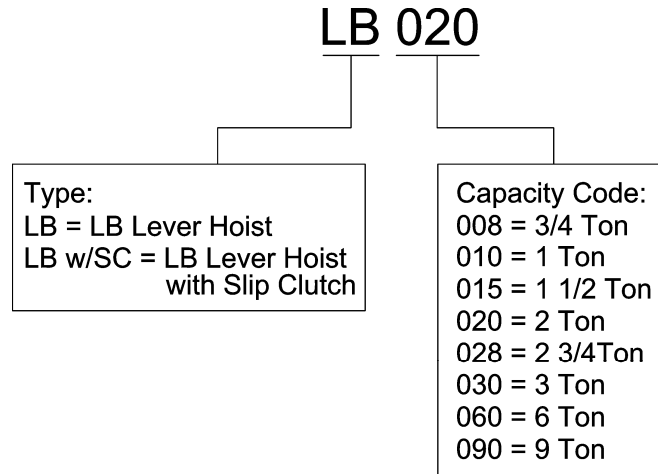 LB 020
Type:
LB = LB Lever Hoist
LB w/SC = LB Lever Hoist
with Slip Clutch
Capacity Code:
008 = 3/4 Ton
010 = 1 Ton
015 = 1 1/2 Ton
020 = 2 Ton
028 = 2 3/4Ton
030 = 3 Ton
060 = 6 Ton
090 = 9 Ton